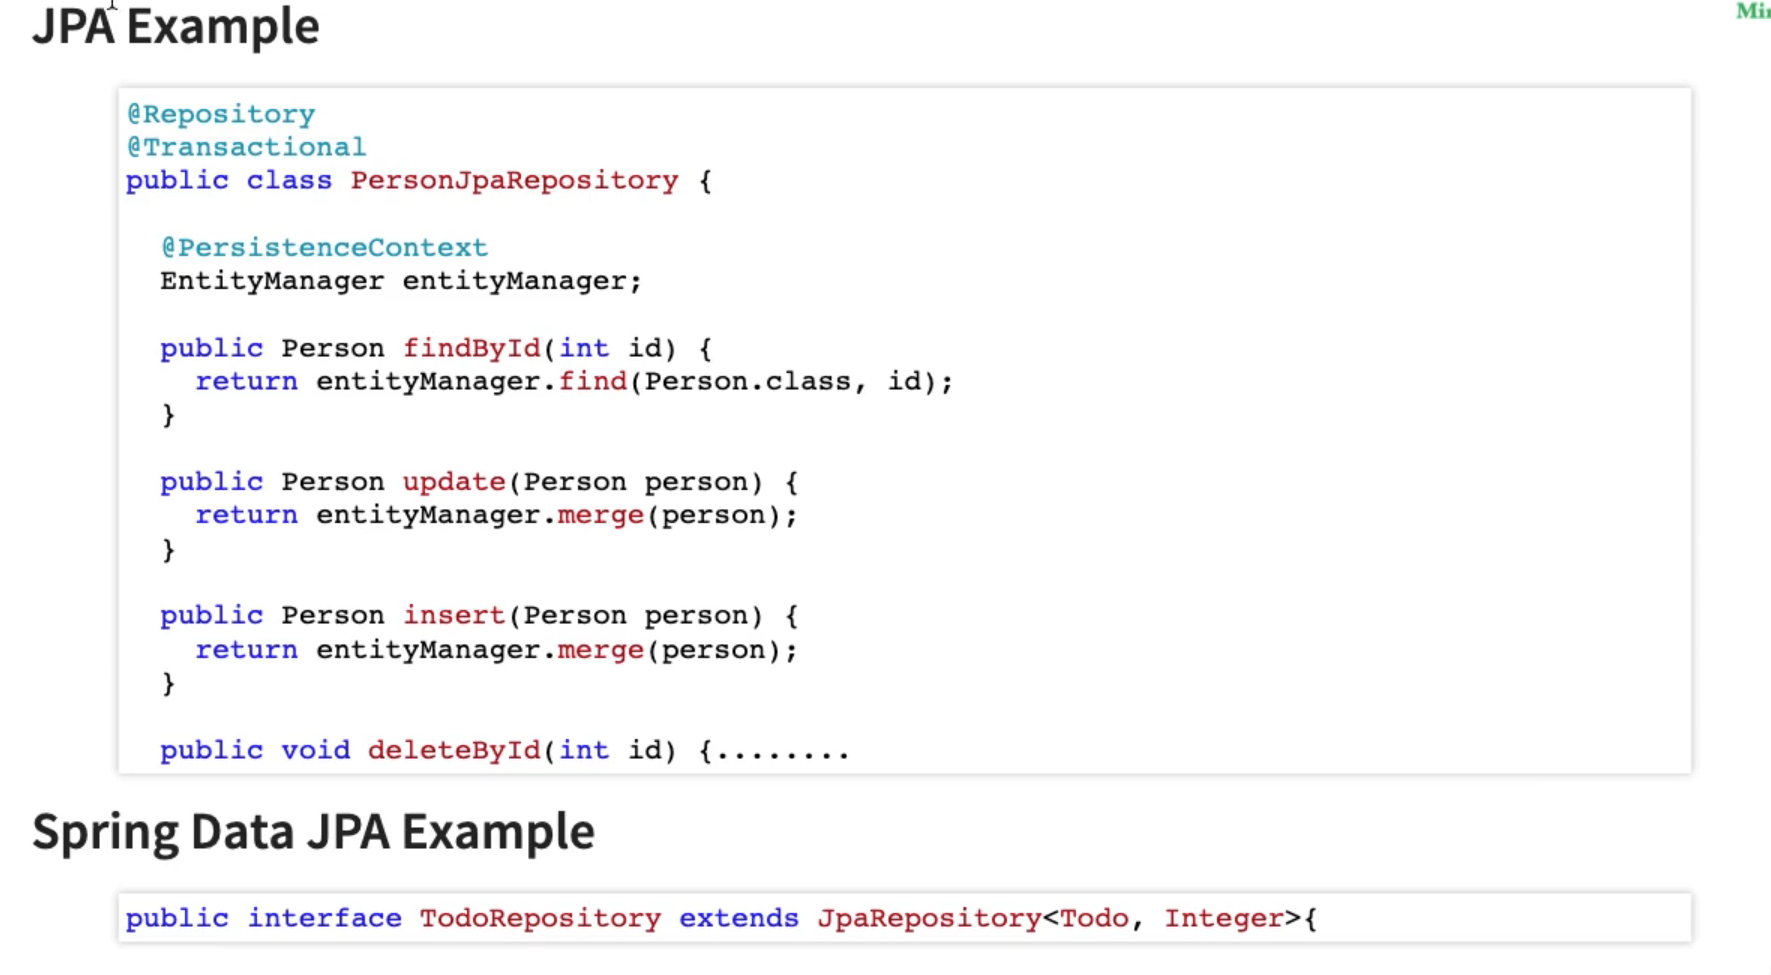 JPA Example
@Repository
@Transactional
public class PersonJpaRepository {
@PersistenceContext
EntityManager entityManager;
public Person findById(int id) {
return entityManager.find(Person.class, id);
}
public Person update(Person person) {
return entityManager.merge(person);
}
public Person insert(Person person) {
return entityManager.merge(person);
}
public void deleteById(int id) {........
Spring Data JPA Example
public interface TodoRepository extends JpaRepository<Todo, Integer>{